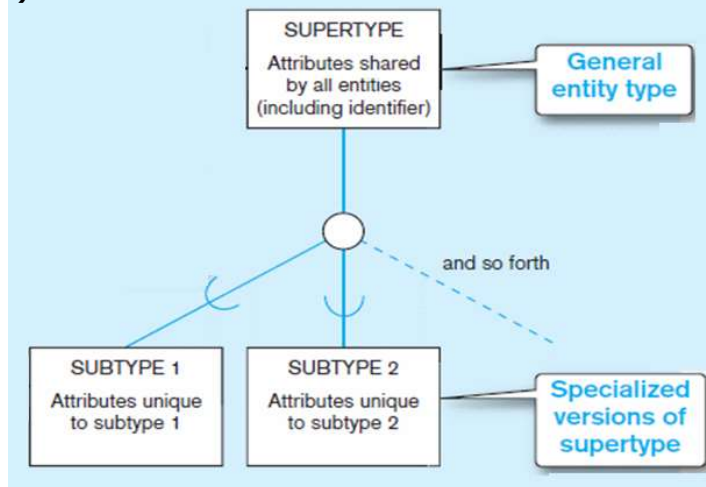 SUPERTYPE
Attributes shared
by all entities
(including identifier)
General
entity type
and so forth
SUBTYPE 1
Attributes unique
to subtype 1
SUBTYPE 2
Attributes unique
to subtype 2
Specialized
versions of
supertype